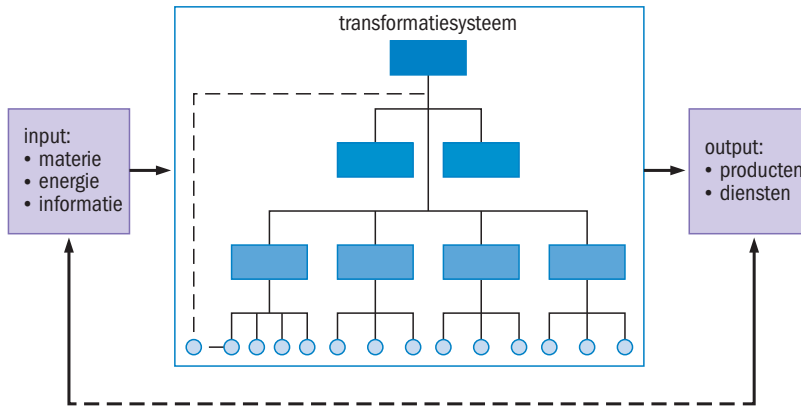 transformatiesysteem
input:
• materie
• energie
• informatie
output:
• producten
• diensten